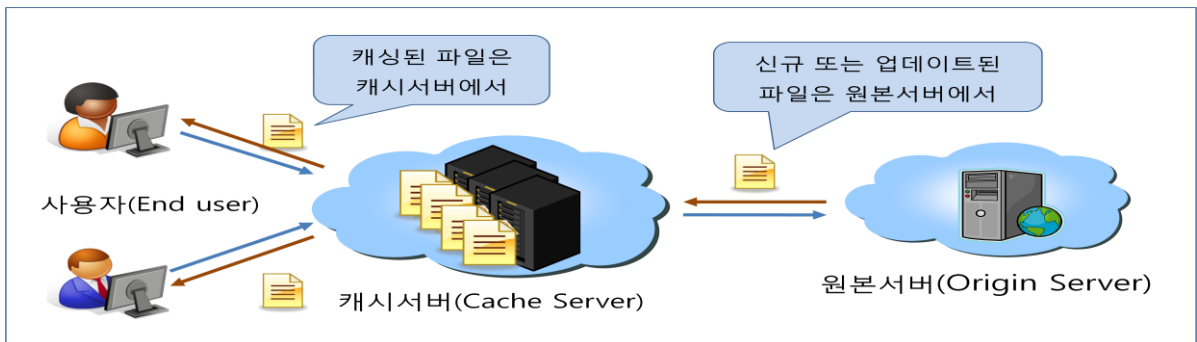 캐싱된 파일은
캐시서버에서
신규 또는 업데이트된
파일은 원본서버에서
사용자(End user)
캐시서버(Cache Server)
원본서버(Origin Server)